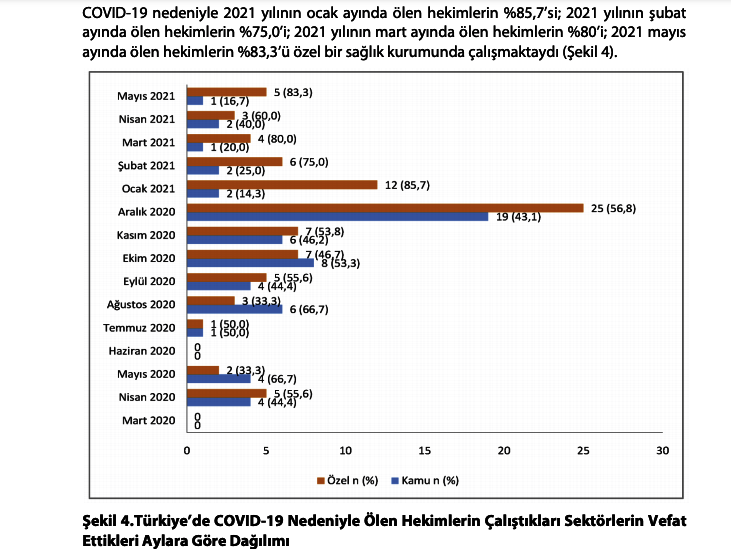 COVID-19 nedeniyle 2021 yılının ocak ayında ölen hekimlerin %85,7’si; 2021 yılının şubat
ayında ölen hekimlerin %75,0’i; 2021 yılının mart ayında ölen hekimlerin %80’i; 2021 mayıs
ayında ölen hekimlerin %83,3’ü özel bir sağlık kurumunda çalışmaktaydı (Şekil 4).
Mayıs 2021
5 (83,3)
1 (16,7)
Nisan 2021
3 (60,0)
2 (40,0)
Mart 2021
4 (80,0)
1 (20,0)
Şubat 2021
6 (75,0)
2 (25,0)
Ocak 2021
12 (85,7)
2 (14,3)
Aralık 2020
25 (56,8)
19 (43,1)
Kasım 2020
7 (53,8)
6 (46,2)
Ekim 2020
7 (46,7)
8 (53,3)
Eylül 2020
5 (55,6)
4 (44,4)
Ağustos 2020
3 (33,3)
6 (66,7)
Temmuz 2020
1 (50,0)
1 (50,0)
Haziran 2020
0
0
Mayıs 2020
2 (33,3)
4 (66,7)
Nisan 2020
5 (55,6)
4 (44,4)
Mart 2020
0
0
0 5 10 15 20 25 30
Özel n (%) Kamu n (%)
Şekil 4.Türkiye’de COVID-19 Nedeniyle Ölen Hekimlerin Çalıştıkları Sektörlerin Vefat
Ettikleri Aylara Göre Dağılımı